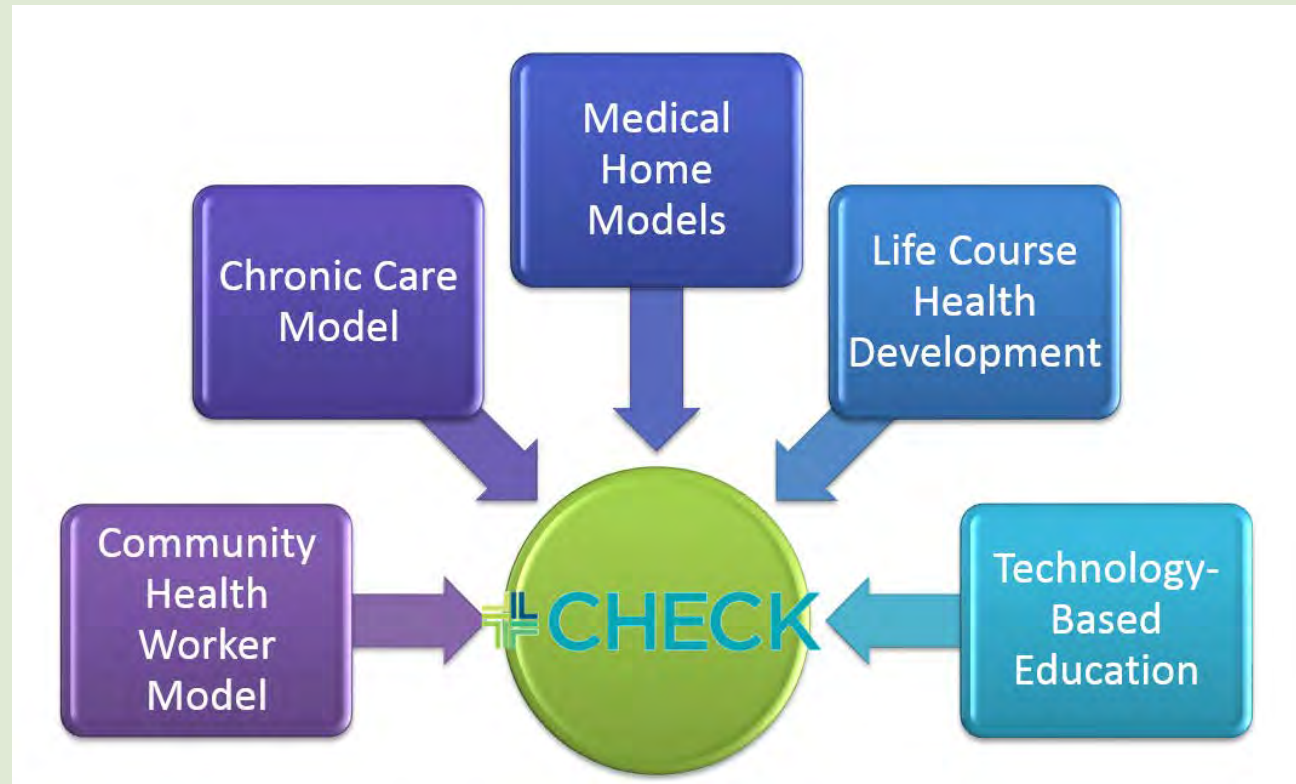 Medical
Home
Models
Chronic Care
Model
Life Course
Health
Development
Community
Health
Worker
Model
CHECK
Technology-
Based
Education